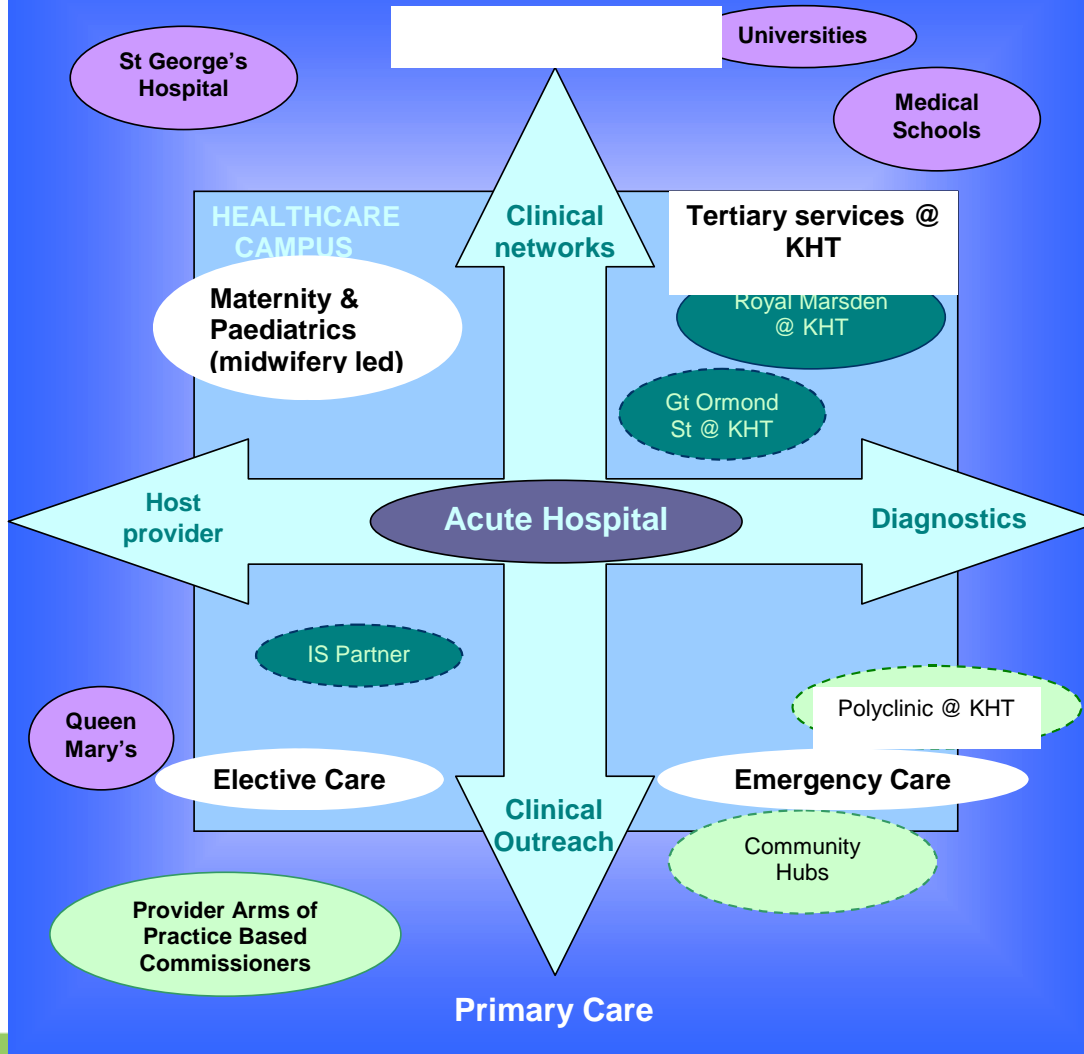 Universities
St George's
Hospital
Medical
Schools
HEALTHCARE
CAMPUS
Clinical
networks
Tertiary services @
KHT
Maternity &
Paediatrics
(midwifery led)
Royal Marsden
@ KHT
Gt Ormond
St @ KHT
Host
provider
Acute Hospital
Diagnostics
IS Partner
Queen
Mary's
Polyclinic @ KHT
Elective Care
Emergency Care
Clinical
Outreach
Community
Hubs
Provider Arms of
Practice Based
Commissioners
Primary Care